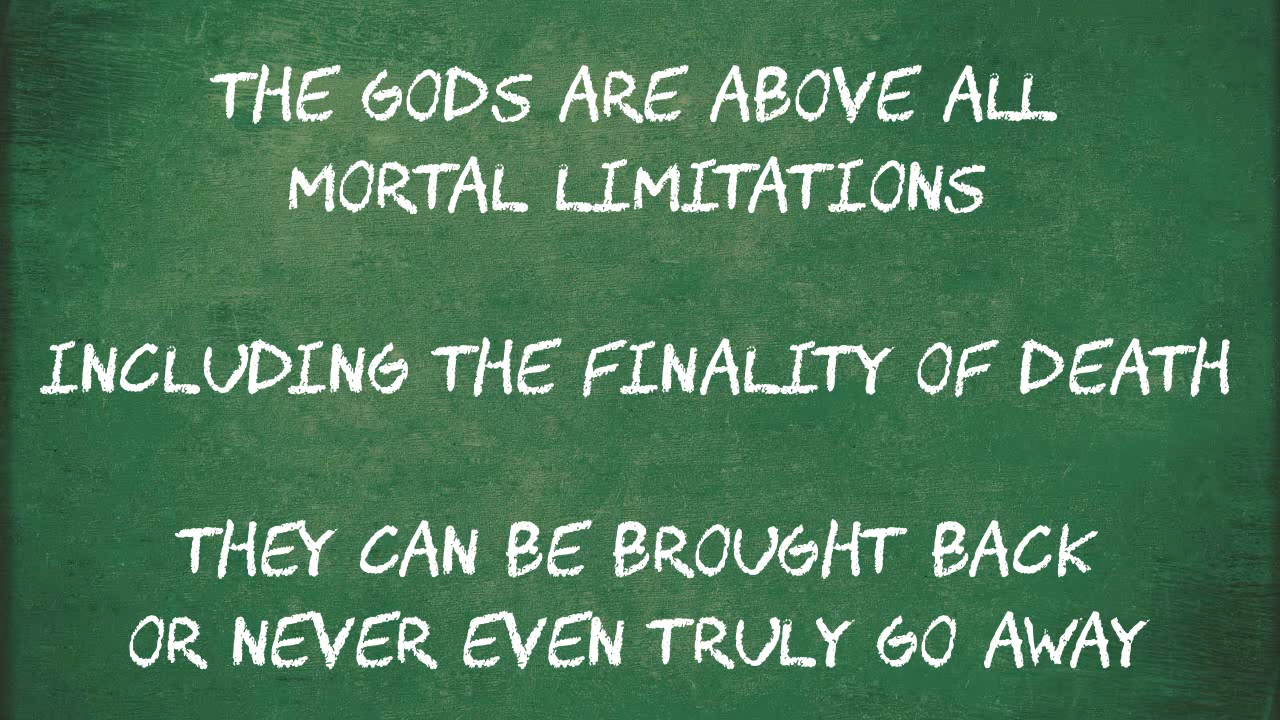 THE GODS ARE ABOVE ALL
MORTAL LIMITATIONS
INCLUDING THE FINALITY OF DEATH
THEY CAN BE BROUGHT BACK
OR NEVER EVEN TRULY GO AWAY